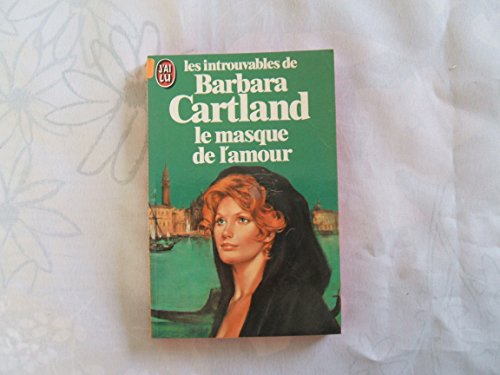 J'AI
LU
les introuvables de
Barbara
Cartland
le masque
de l'amour